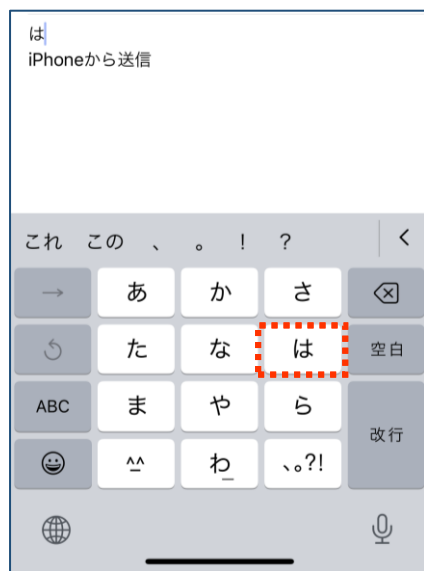 は
iPhoneから送信
これ この 、 。 ! ?
→ あ か さ
た な は 空白
ABC ま や ら 改行
^^ わ_ 、。?!